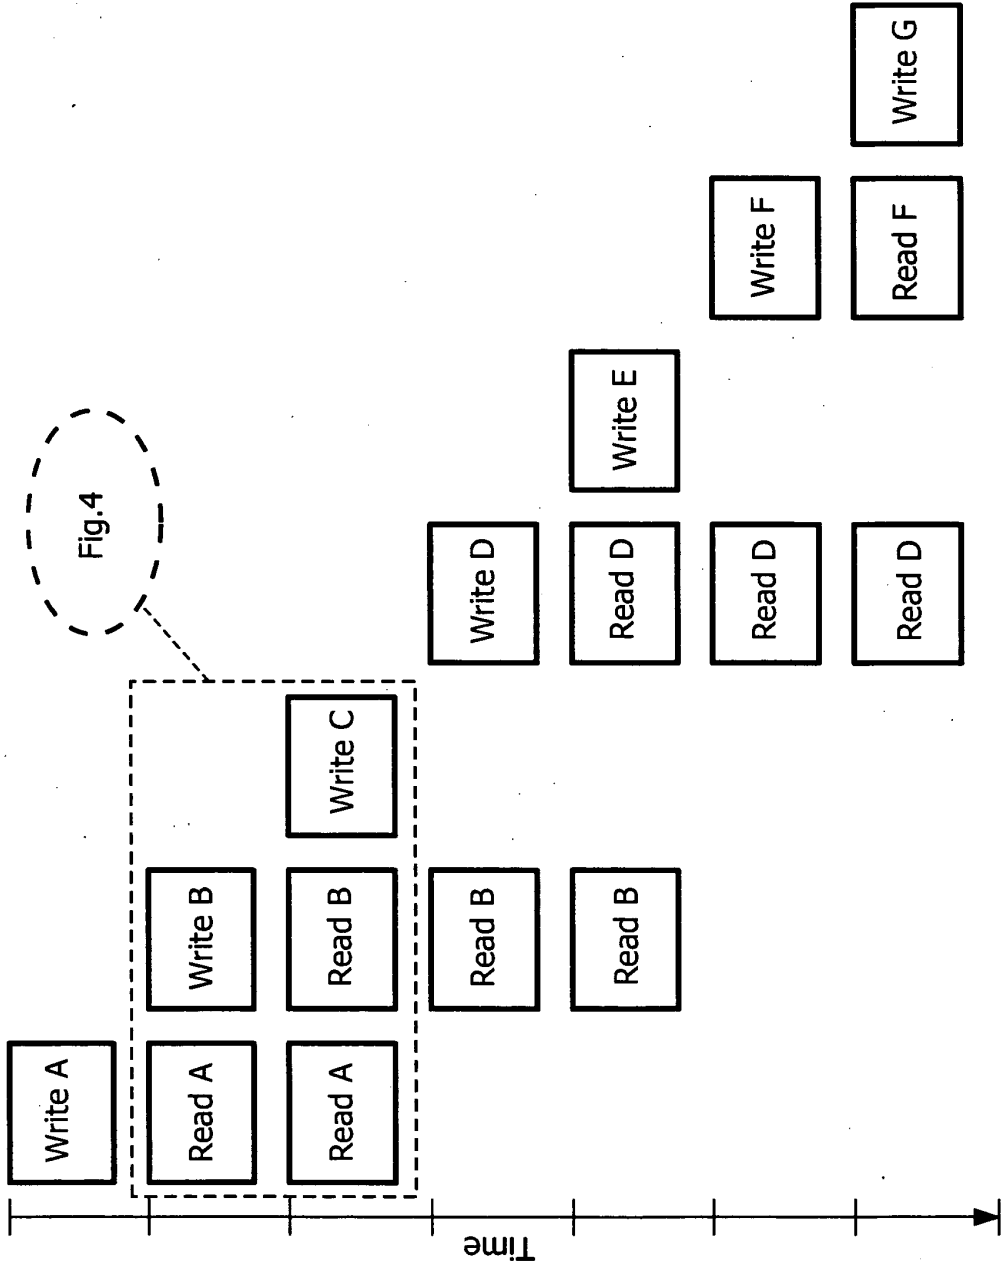 Write A
Fig.4
Read A
Write B
Read A
Read B
Write C
Read B
Write D
Read B
Read D
Write E
Read D
Write F
Read D
Read F
Write G
Time